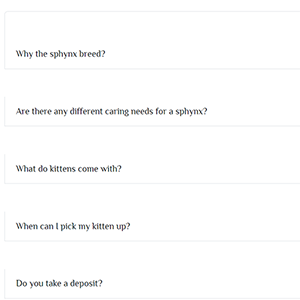 Why the sphynx breed?
Are there any different caring needs for a sphynx?
What do kittens come with?
When can I pick my kitten up?
Do you take a deposit?